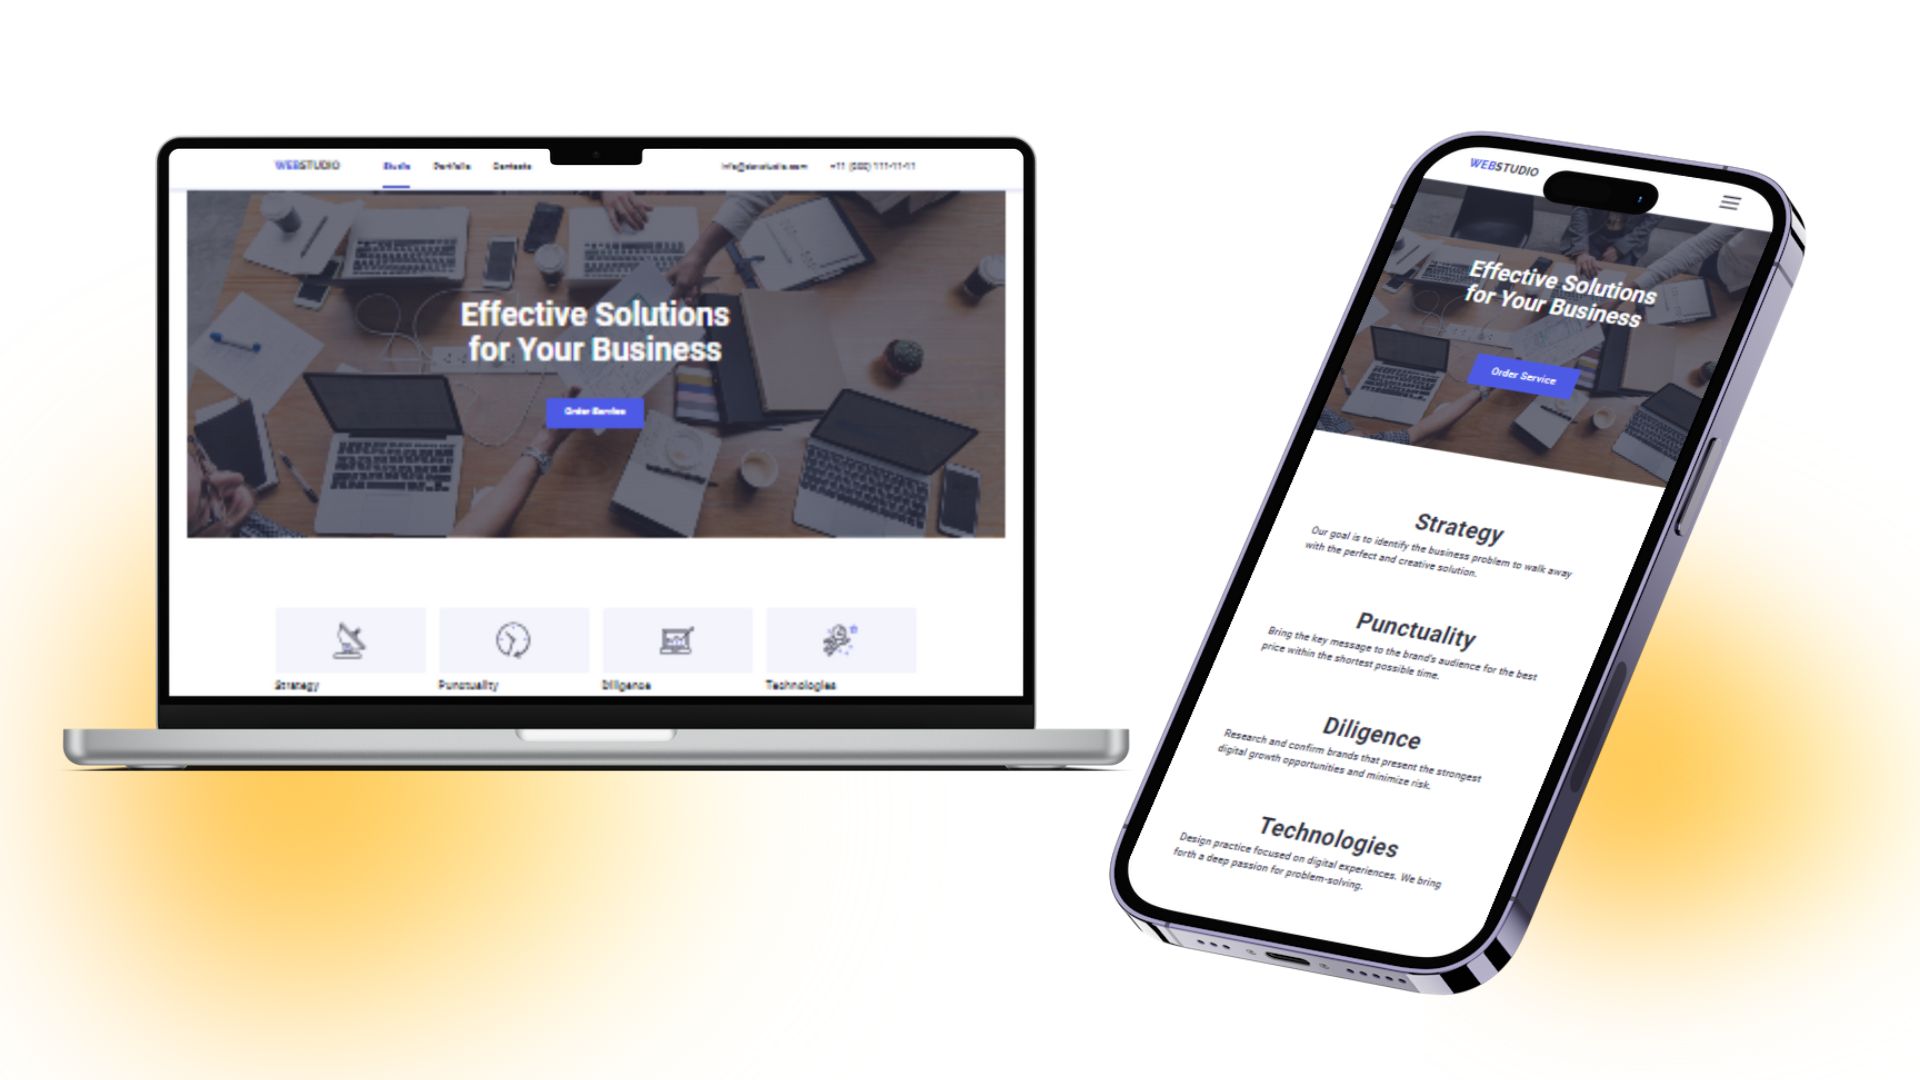 WEBSTUDIO
Studio Portfolio Contacts
+11 (000) 111-11-11
Effective Solutions
for Your Business
Order Service
Strategy Punctuality Diligence Technologies
WEBSTUDIO
Effective Solutions
for Your Business
Order Service
Strategy
Our goal is to identify the business problem to walk away
with the perfect and creative solution.
Punctuality
Bring the key message to the brand's audience for the best
price within the shortest possible time.
Diligence
Research and confirm brands that present the strongest
digital growth opportunities and minimize risk.
Technologies
Design practice focused on digital experiences. We bring
forth a deep passion for problem-solving.